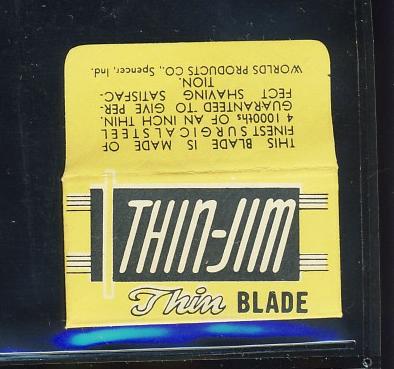 THIS BLADE IS MADE OF
FINEST SURGICAL STEEL
4 1000ths OF AN INCH THIN.
GUARANTEED TO GIVE PER-
FECT SHAVING SATISFAC-
TION.
WORLDS PRODUCTS CO., Spencer, Ind.
THIN-JIM
Thin BLADE